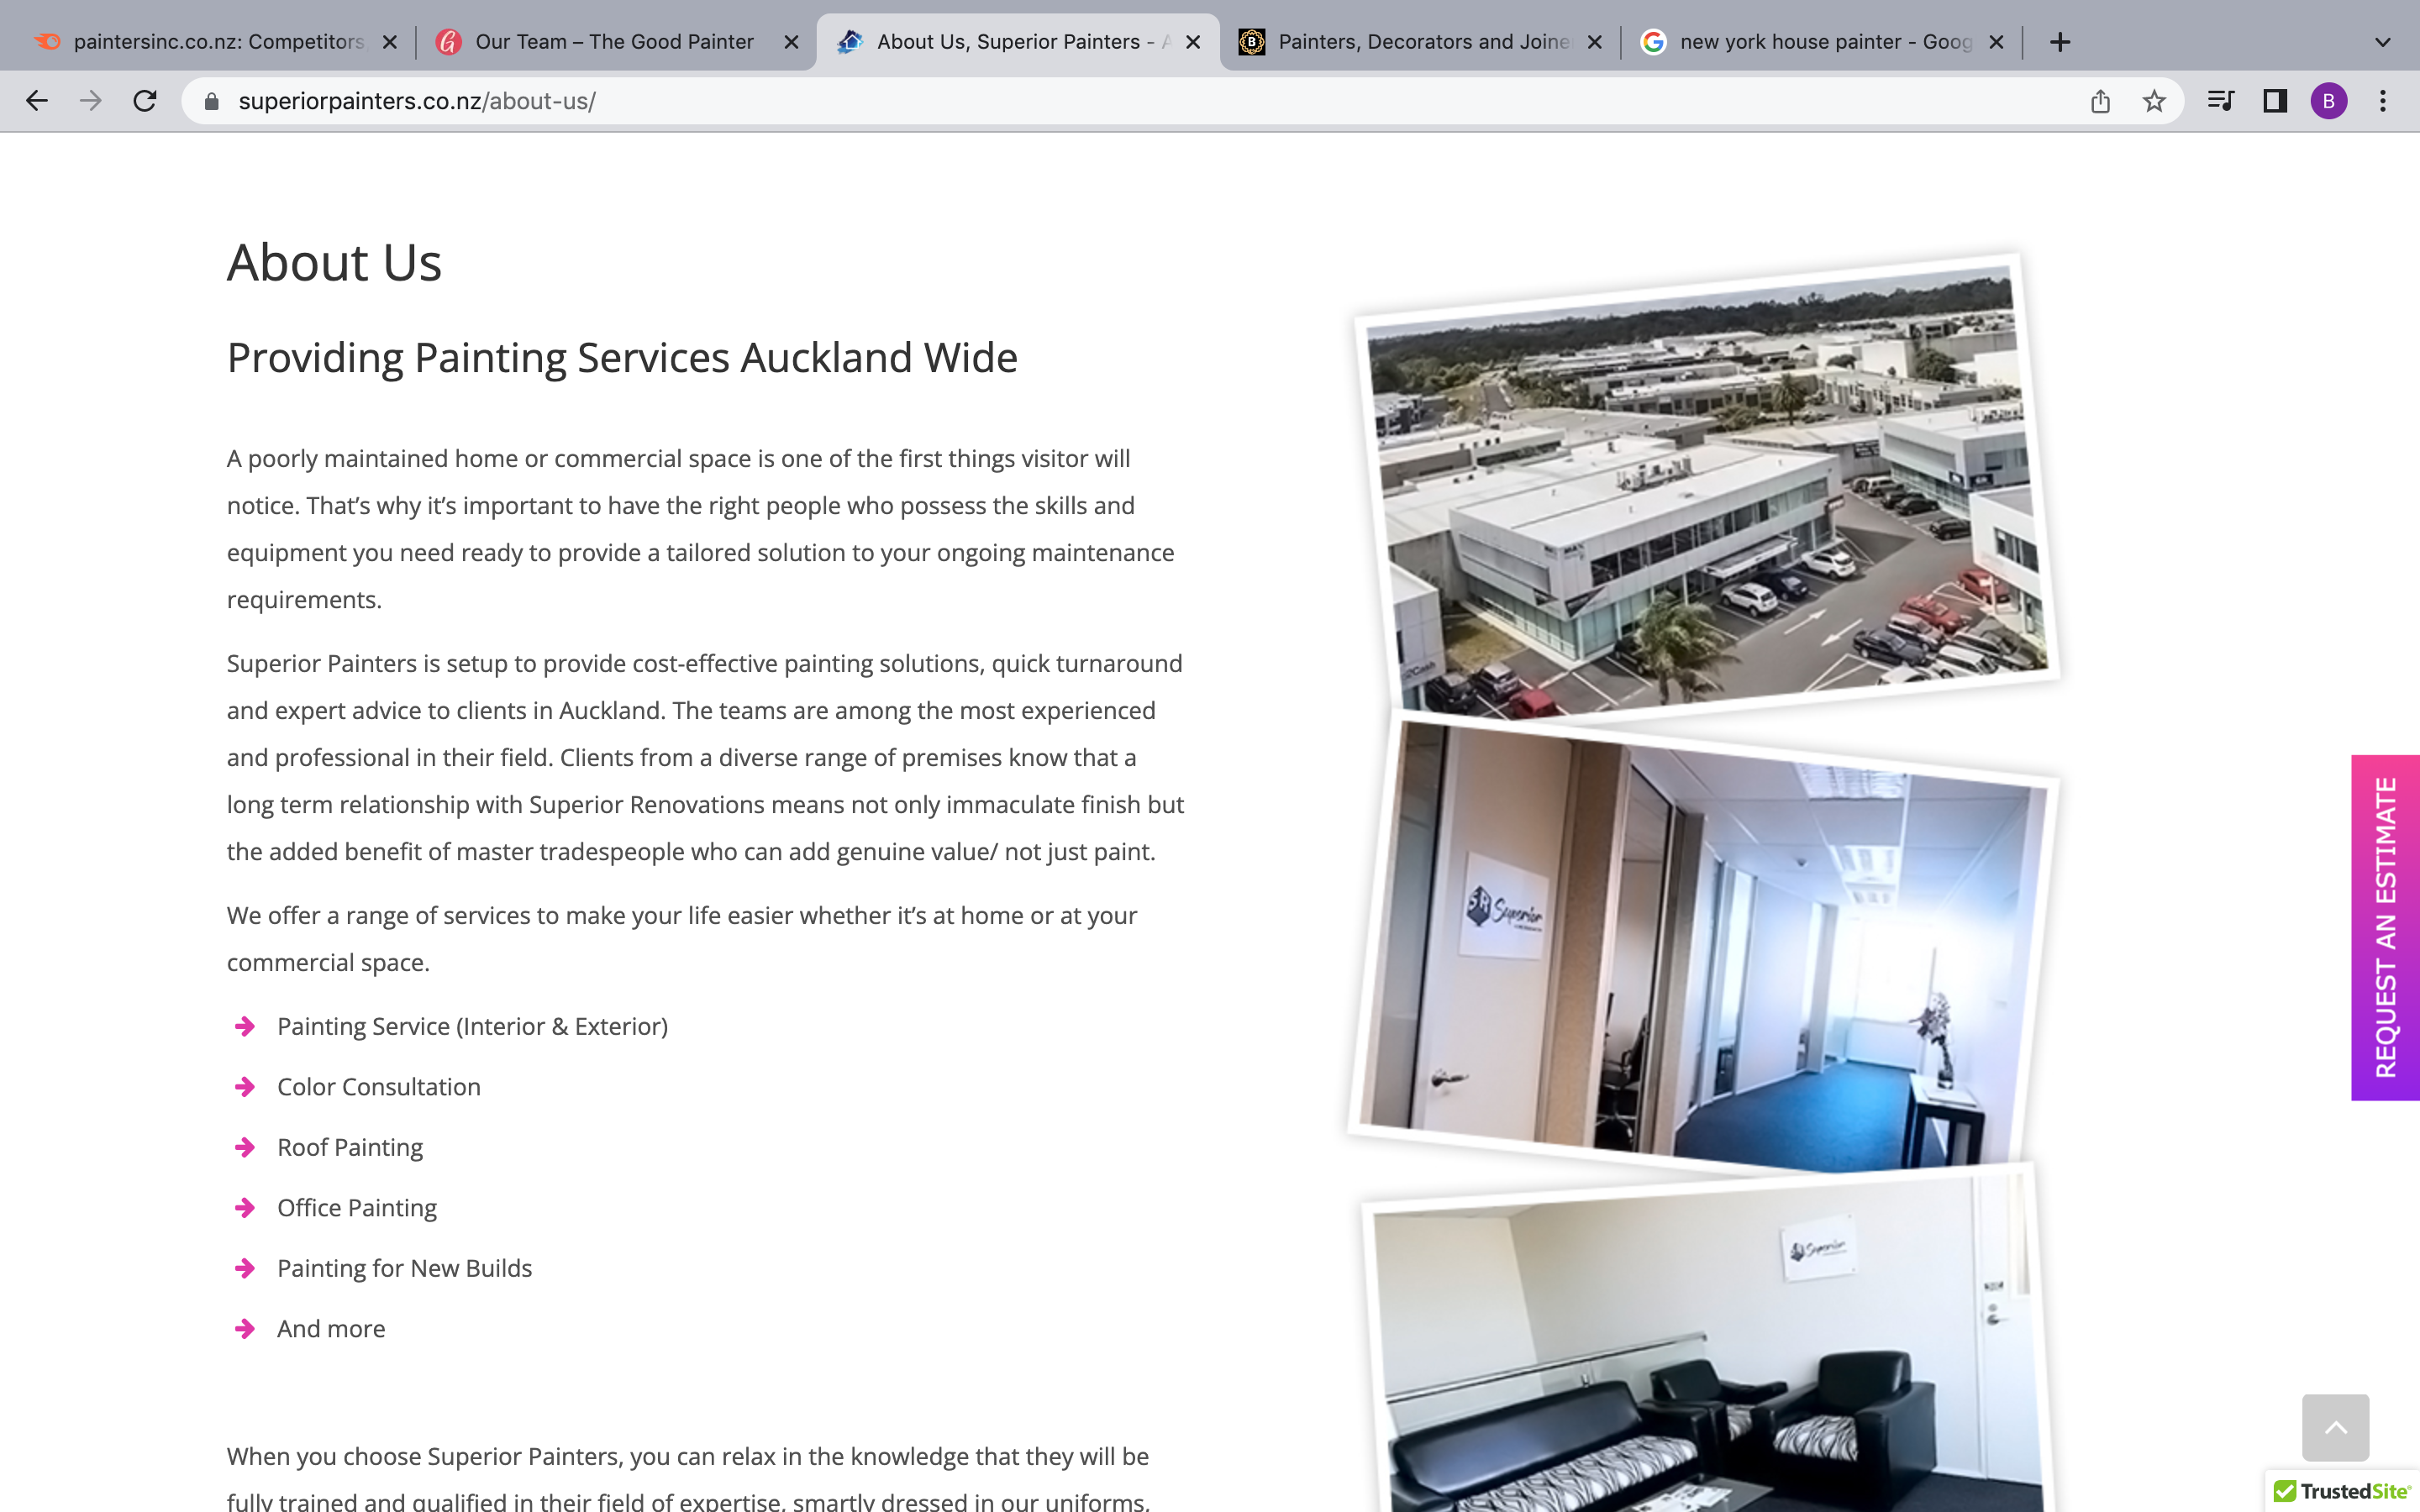 paintersinc.co.nz: Competitors
Our Team – The Good Painter
About Us, Superior Painters - A
Painters, Decorators and Joine
new york house painter - Goog
superiorpainters.co.nz/about-us/
B
About Us
Providing Painting Services Auckland Wide
A poorly maintained home or commercial space is one of the first things visitor will
notice. That’s why it’s important to have the right people who possess the skills and
equipment you need ready to provide a tailored solution to your ongoing maintenance
requirements.
Superior Painters is setup to provide cost-effective painting solutions, quick turnaround
and expert advice to clients in Auckland. The teams are among the most experienced
and professional in their field. Clients from a diverse range of premises know that a
long term relationship with Superior Renovations means not only immaculate finish but
the added benefit of master tradespeople who can add genuine value/ not just paint.
We offer a range of services to make your life easier whether it’s at home or at your
commercial space.
Painting Service (Interior & Exterior)
Color Consultation
Roof Painting
Office Painting
Painting for New Builds
And more
When you choose Superior Painters, you can relax in the knowledge that they will be
fully trained and qualified in their field of expertise, smartly dressed in our uniforms,
SR Superior
Superior
REQUEST AN ESTIMATE
TrustedSite